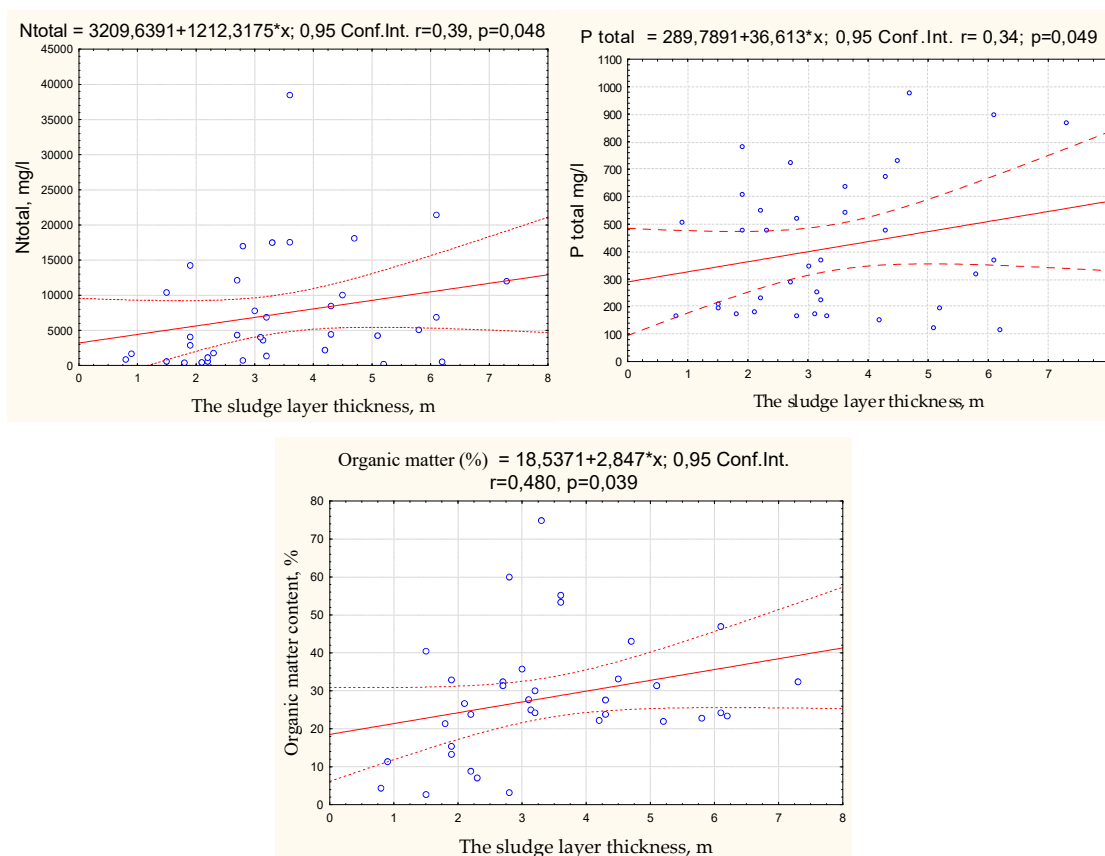 Ntotal = 3209,6391+1212,3175*x; 0,95 Conf.Int. r=0,39, p=0,048
45000
40000
35000
30000
25000
20000
15000
10000
5000
0
Ntotal, mg/l
0 1 2 3 4 5 6 7 8
The sludge layer thickness, m
P total = 289,7891+36,613*x; 0,95 Conf.Int. r= 0,34; p=0,049
1100
1000
900
800
700
600
500
400
300
200
100
0
P total mg/l
0 1 2 3 4 5 6 7
The sludge layer thickness, m
Organic matter (%) = 18,5371+2,847*x; 0,95 Conf.Int.
r=0,480, p=0,039
80
70
60
50
40
30
20
10
0
Organic matter content, %
0 1 2 3 4 5 6 7 8
The sludge layer thickness, m